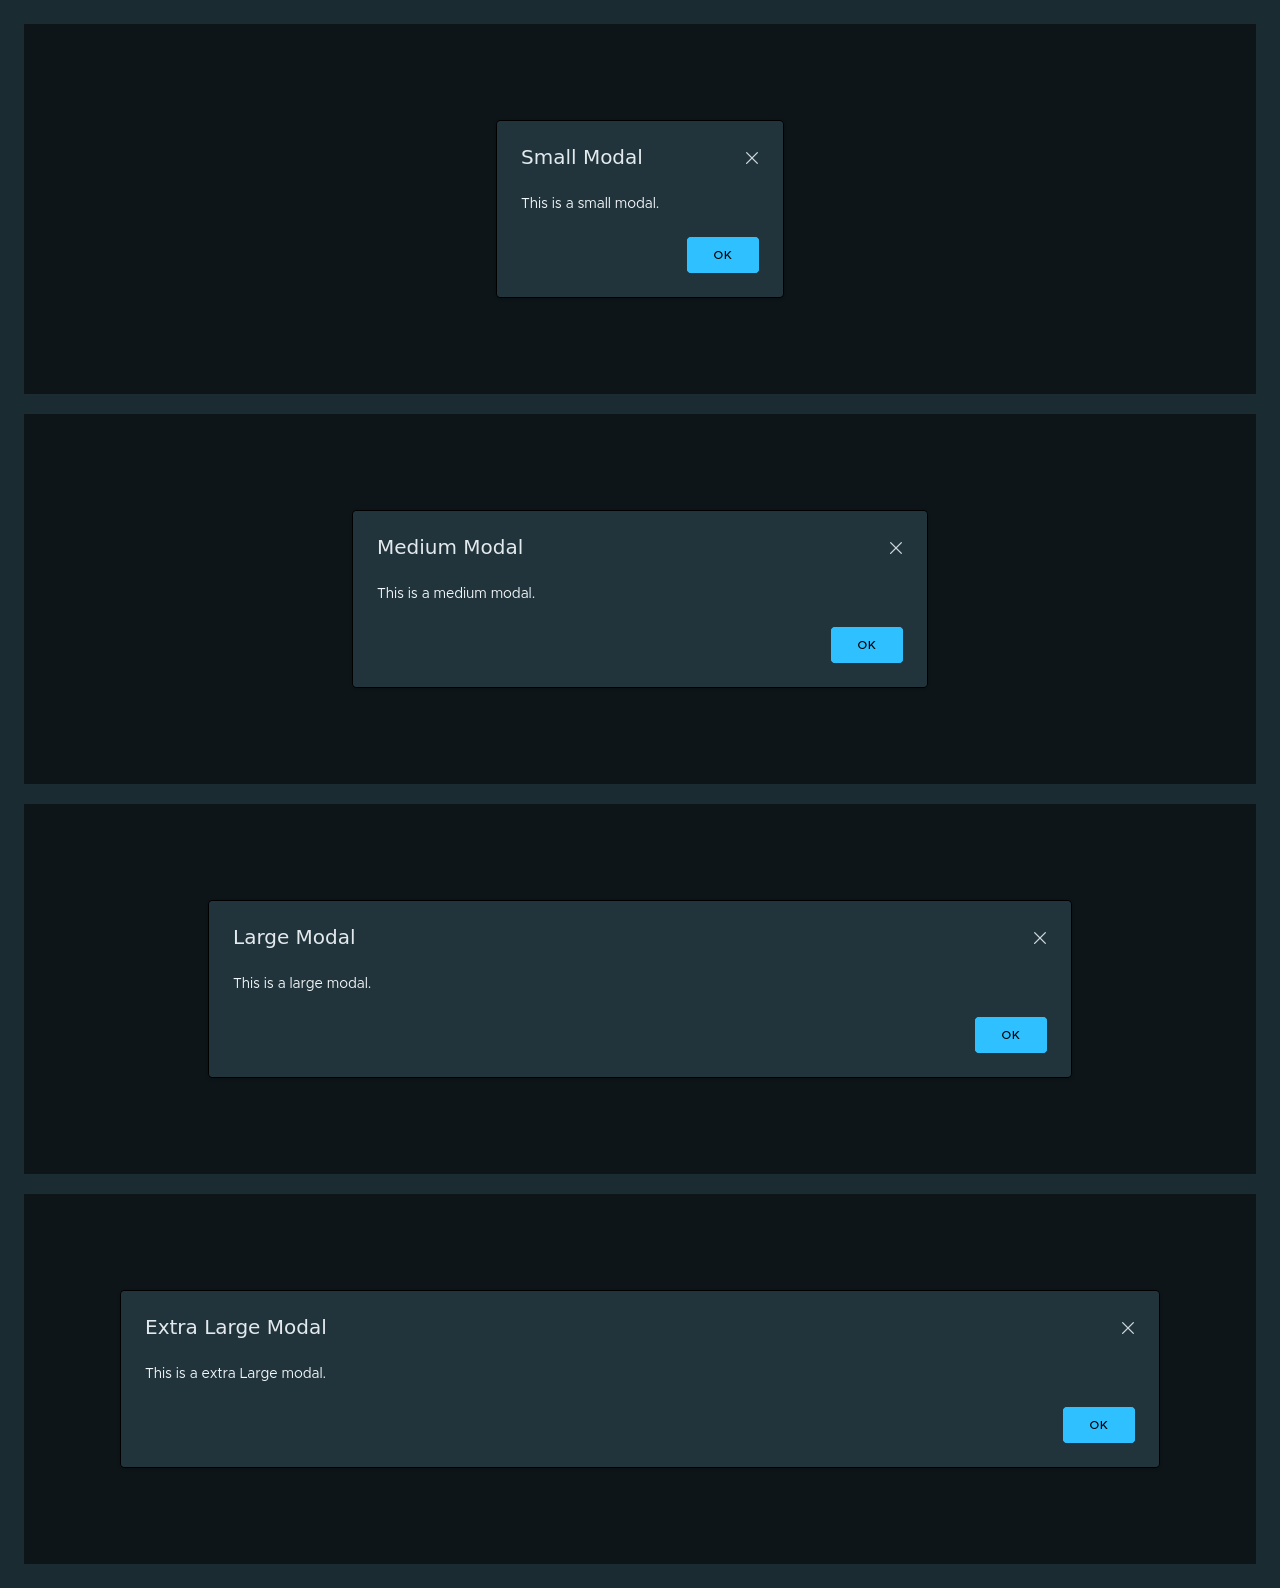 Small Modal
This is a small modal.
OK
Medium Modal
This is a medium modal.
OK
Large Modal
This is a large modal.
OK
Extra Large Modal
This is a extra Large modal.
OK